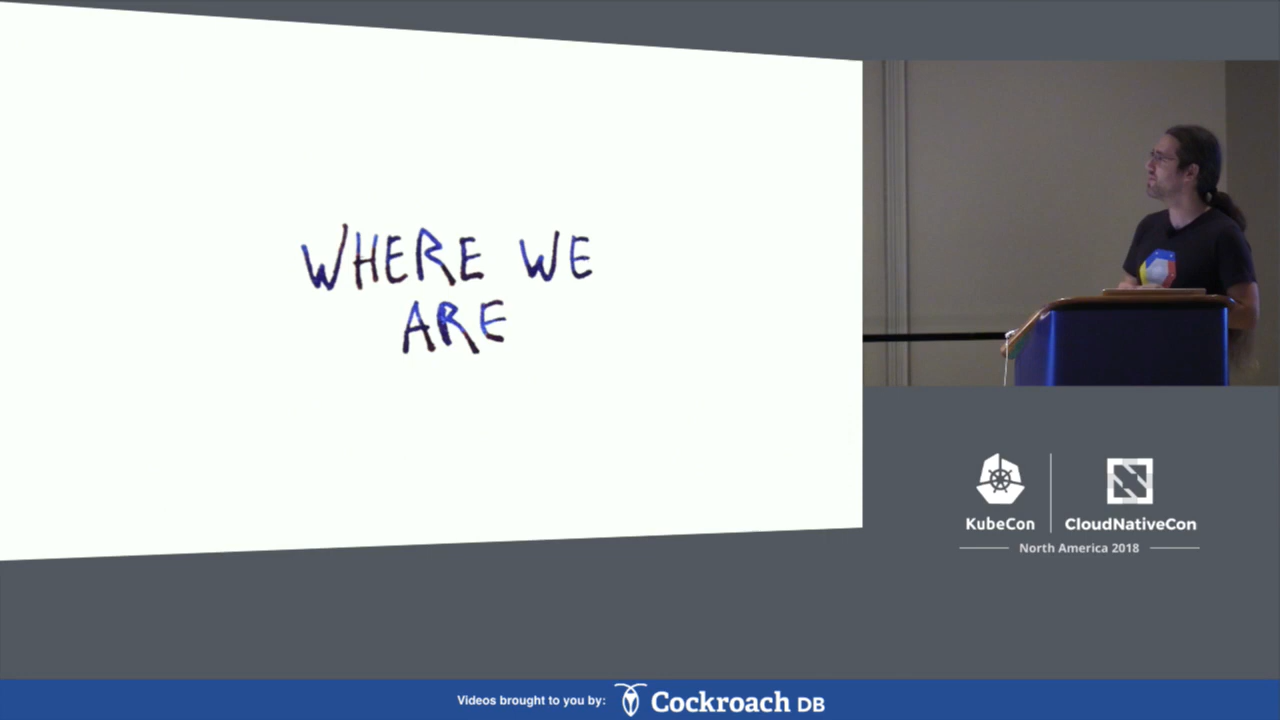 WHERE WE
ARE
KubeCon
CloudNativeCon
North America 2018
Videos brought to you by:
Cockroach DB